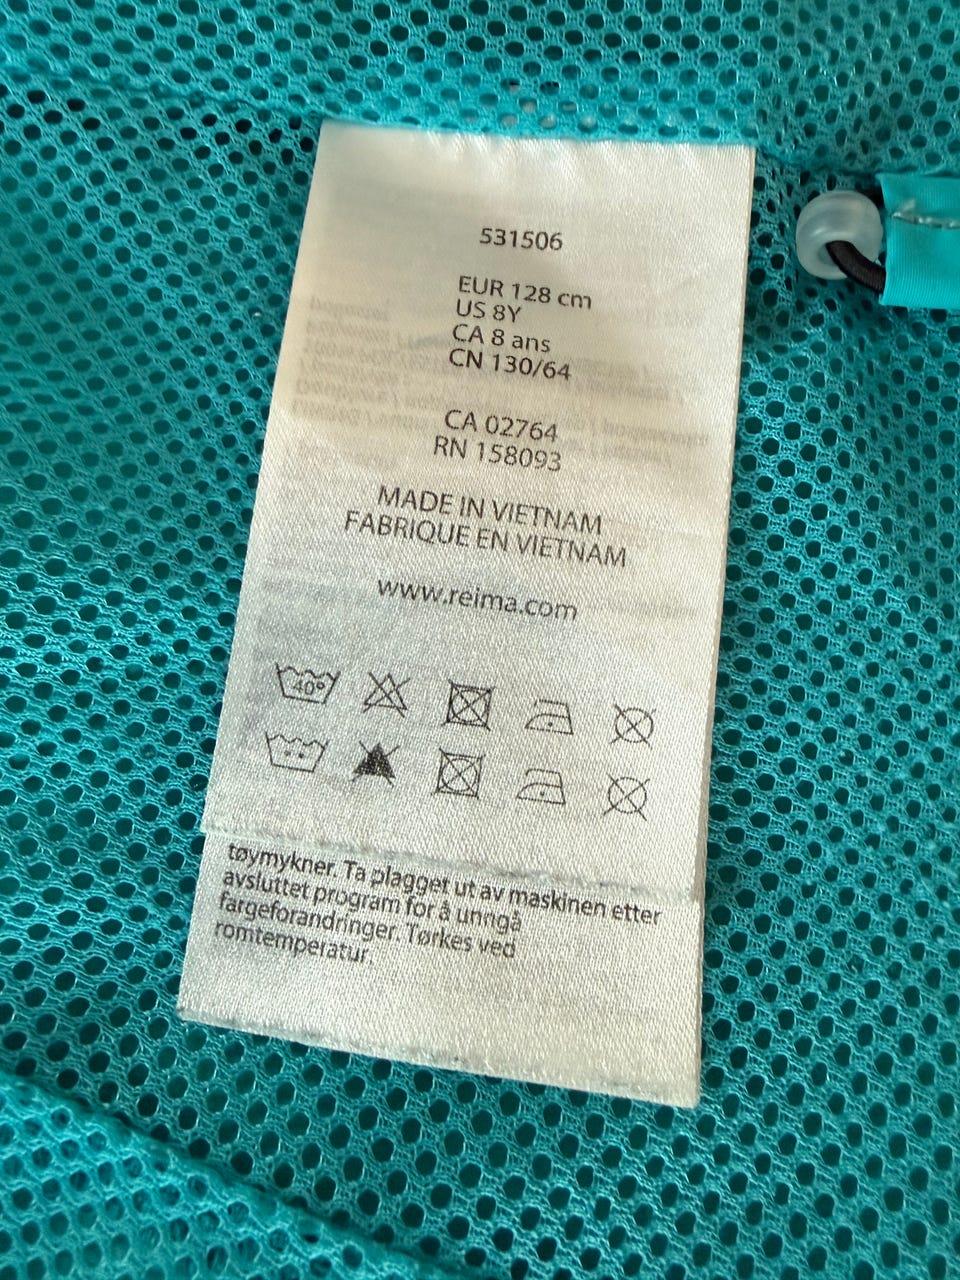 531506
EUR 128 cm
US 8Y
CA 8 ans
CN 130/64
CA 02764
RN 158093
MADE IN VIETNAM
FABRIQUE EN VIETNAM
www.reima.com
40°
tøymykner. Ta plagget ut av maskinen etter
avsluttet program for å unngå
fargeforandringer. Tørkes ved
romtemperatur.